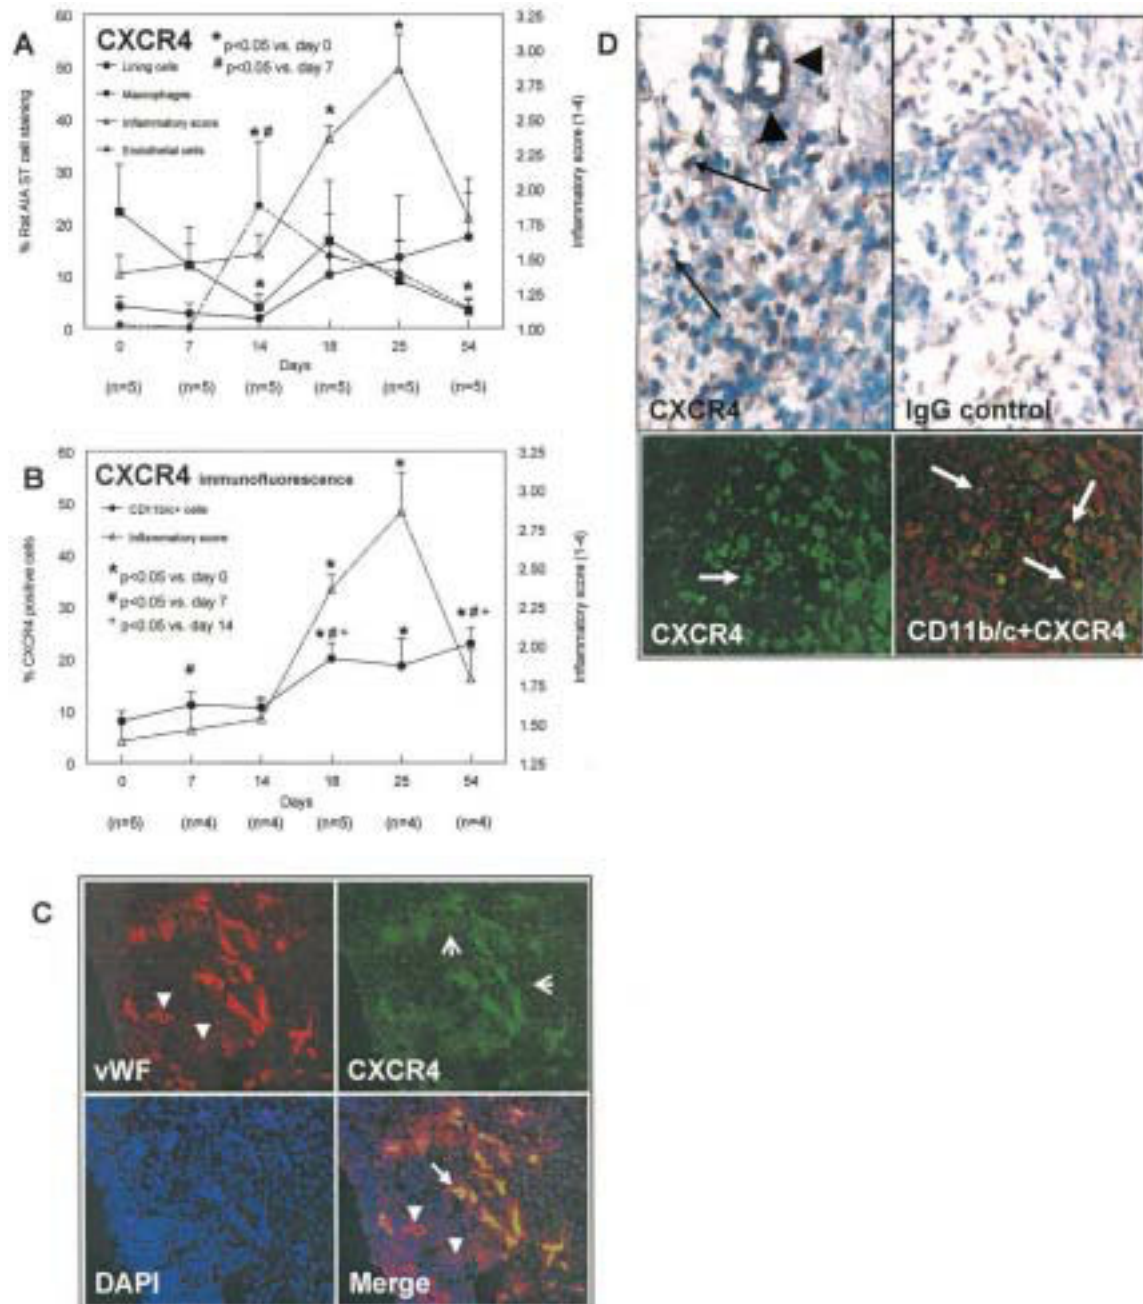 A
CXCR4
* p<0.05 vs. day 0
# p<0.05 vs. day 7
Lining cells
Macrophages
Inflammatory score
Endothelial cells
% Rat AIA ST cell staining
Inflammatory score (1-4)
60
50
40
30
20
10
0
3.25
3.00
2.75
2.50
2.25
2.00
1.75
1.50
1.25
1.00
* #
*
*
*
*
0 7 14 18 25 54
Days
(n=5) (n=5) (n=5) (n=5) (n=5) (n=5)
B
CXCR4 Immunofluorescence
CD11b/c+ cells
Inflammatory score
* p<0.05 vs. day 0
# p<0.05 vs. day 7
+ p<0.05 vs. day 14
% CXCR4 positive cells
Inflammatory score (1-4)
60
50
40
30
20
10
0
3.25
3.00
2.75
2.50
2.25
2.00
1.75
1.50
1.25
#
*
*#+
*
*
*#+
0 7 14 18 25 54
Days
(n=5) (n=4) (n=4) (n=5) (n=4) (n=4)
C
vWF
CXCR4
DAPI
Merge
D
CXCR4
IgG control
CXCR4
CD11b/c+CXCR4